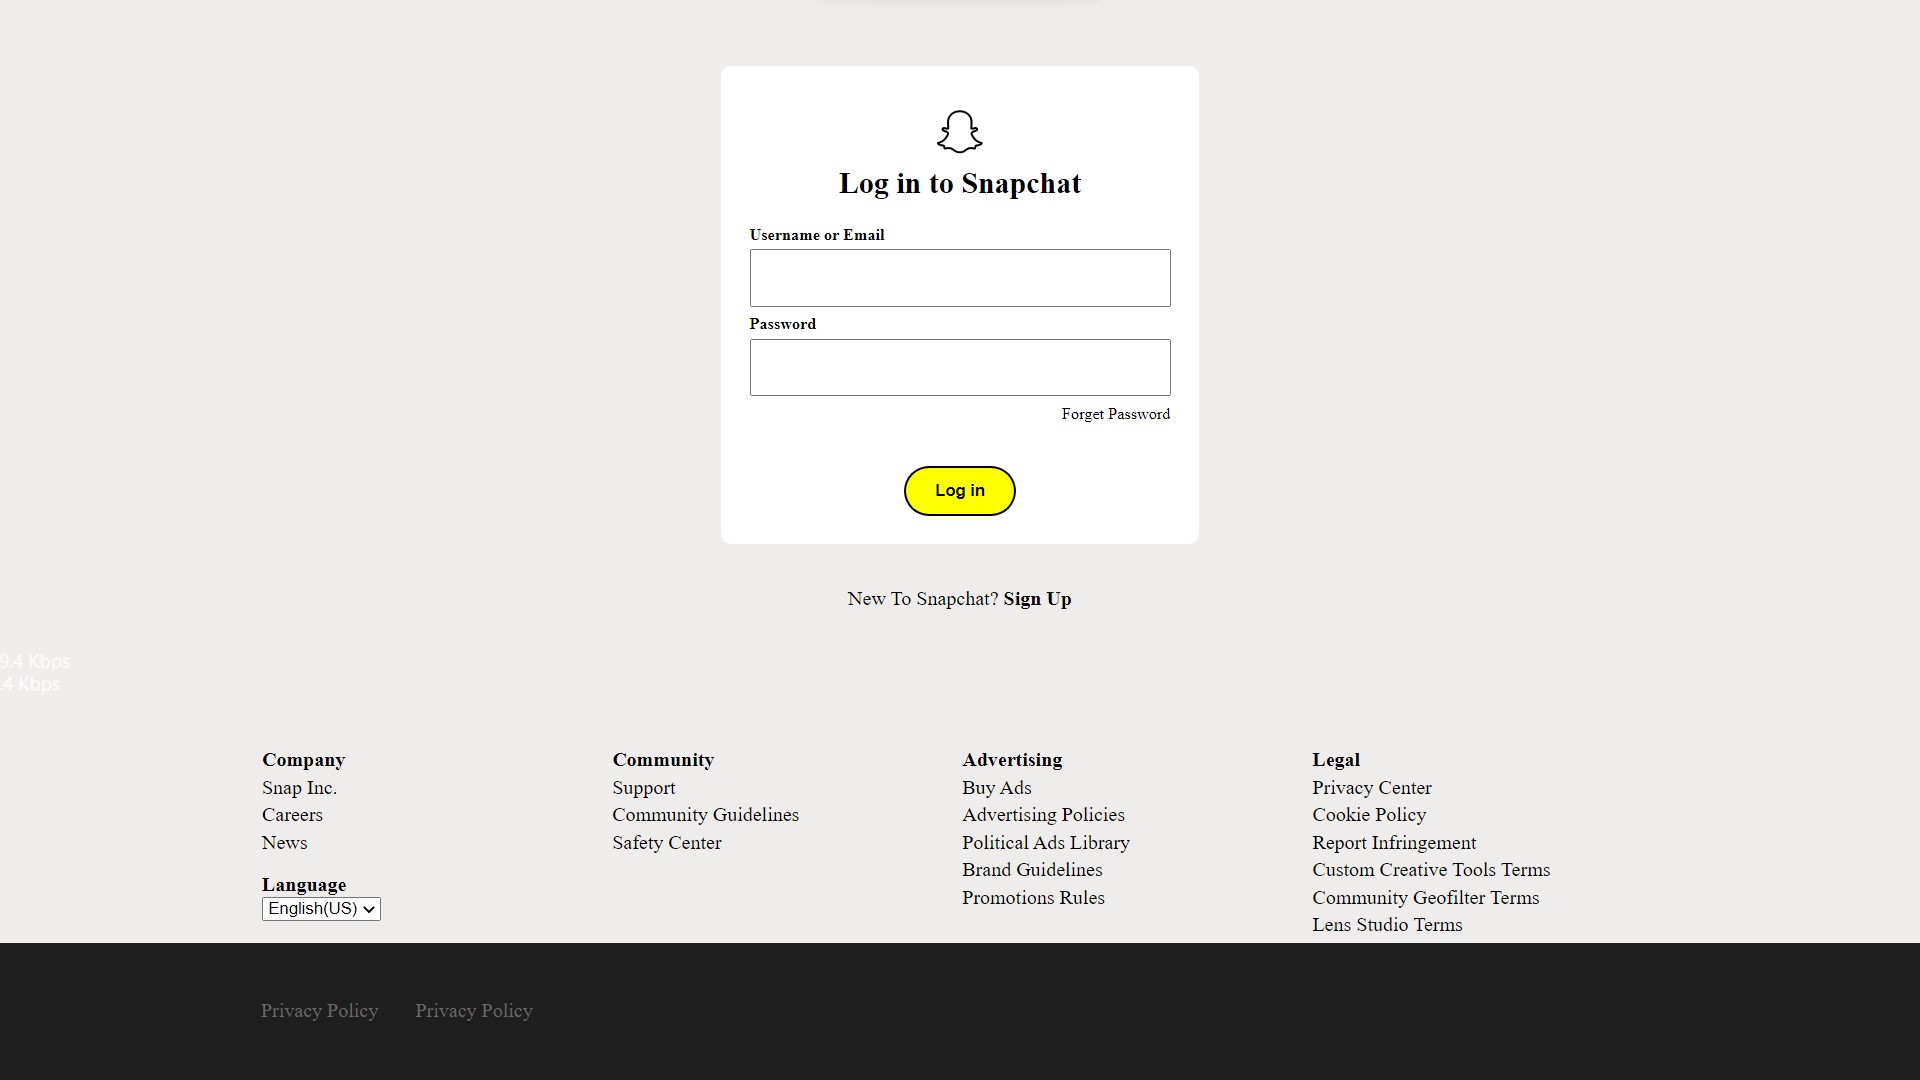 Log in to Snapchat
Username or Email
Password
Forget Password
Log in
New To Snapchat? Sign Up
9.4 Kbps
.4 Kbps
Company
Snap Inc.
Careers
News
Language
English(US)
Community
Support
Community Guidelines
Safety Center
Advertising
Buy Ads
Advertising Policies
Political Ads Library
Brand Guidelines
Promotions Rules
Legal
Privacy Center
Cookie Policy
Report Infringement
Custom Creative Tools Terms
Community Geofilter Terms
Lens Studio Terms
Privacy Policy Privacy Policy